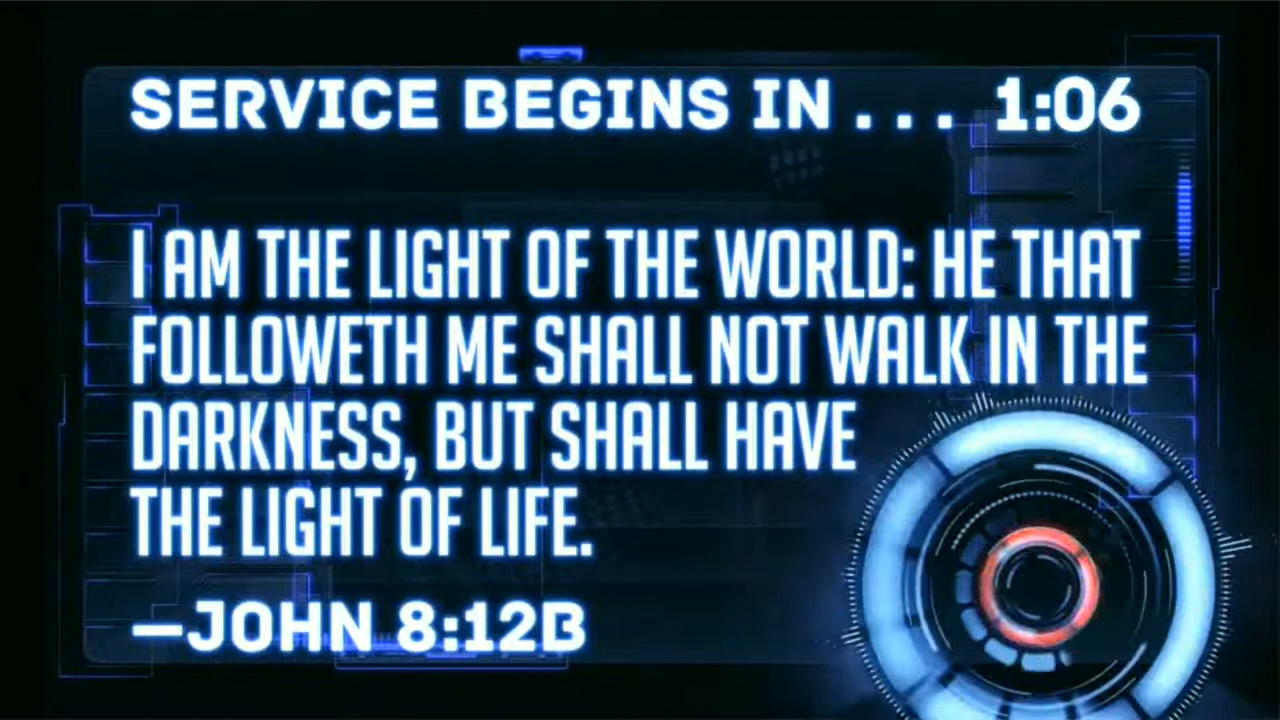 SERVICE BEGINS IN . . . 1:06
I AM THE LIGHT OF THE WORLD: HE THAT
FOLLOWETH ME SHALL NOT WALK IN THE
DARKNESS, BUT SHALL HAVE
THE LIGHT OF LIFE.
—JOHN 8:12B